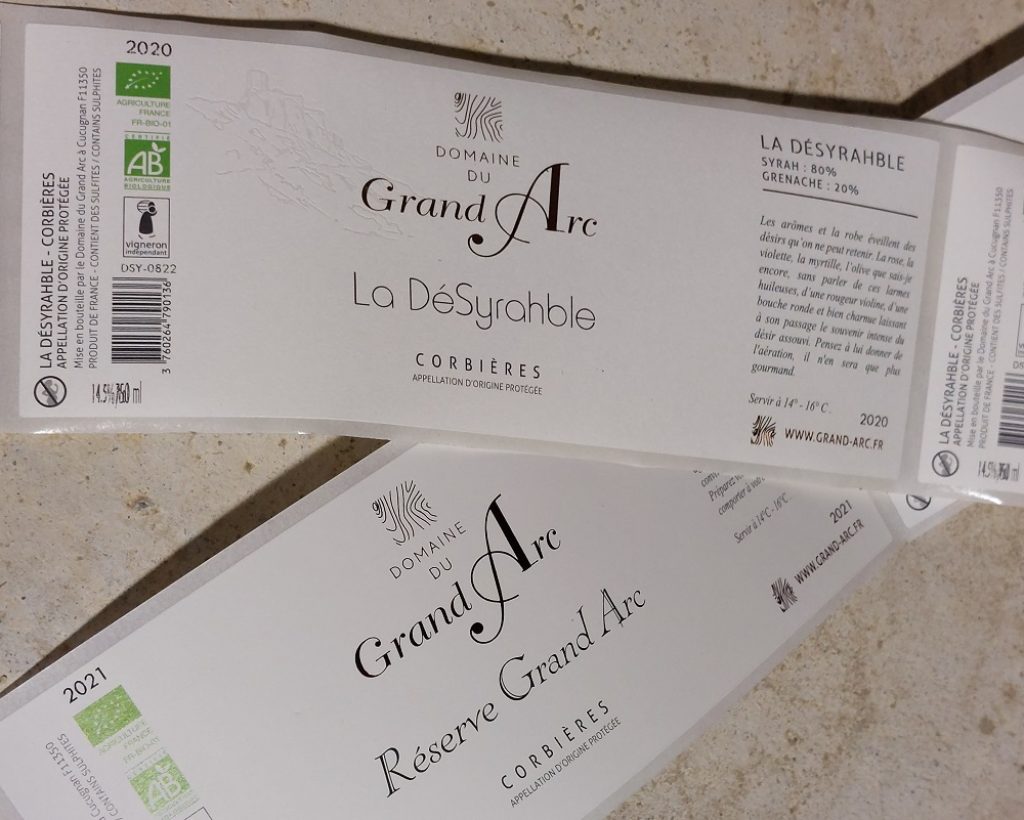 2020
AGRICULTURE
FRANCE
FR-BIO-01
CERTIFIÉ
AB
AGRICULTURE
BIOLOGIQUE
vigneron
indépendant
DSY-0822
3 760264 790136
LA DÉSYRAHBLE - CORBIÈRES
APPELLATION D'ORIGINE PROTÉGÉE
Mise en bouteille par le Domaine du Grand Arc à Cucugnan F11350
PRODUIT DE FRANCE - CONTIENT DES SULFITES / CONTAINS SULPHITES
DOMAINE
DU
Grand Arc
La DéSyrahble
CORBIÈRES
APPELLATION D'ORIGINE PROTÉGÉE
LA DÉSYRAHBLE
SYRAH : 80%
GRENACHE : 20%
Les arômes et la robe éveillent des
désirs qu'on ne peut retenir. La rose, la
violette, la myrtille, l'olive que sais-je
encore, sans parler de ces larmes
huileuses, d'une rougeur violine, d'une
bouche ronde et bien charnue laissant
à son passage le souvenir intense du
désir assouvi. Pensez à lui donner de
l'aération, il n'en sera que plus
gourmand.
Servir à 14° - 16° C.
2020
WWW.GRAND-ARC.FR
LA DÉSYRAHBLE - CORBIÈRES
APPELLATION D'ORIGINE PROTÉGÉE
Mise en bouteille par le Domaine du Grand Arc à Cucugnan F11350
PRODUIT DE FRANCE - CONTIENT DES SULFITES / CONTAINS SULPHITES
DOMAINE
DU
Grand Arc
Réserve Grand Arc
CORBIÈRES
APPELLATION D'ORIGINE PROTÉGÉE
Préparez
comporter à
Servir à 14°C - 16°C
2021
WWW.GRAND-ARC.FR
2021
AGRICULTURE
FRANCE
FR-BIO-01
AB
Cucugnan F11350
CONTAINS SULPHITES